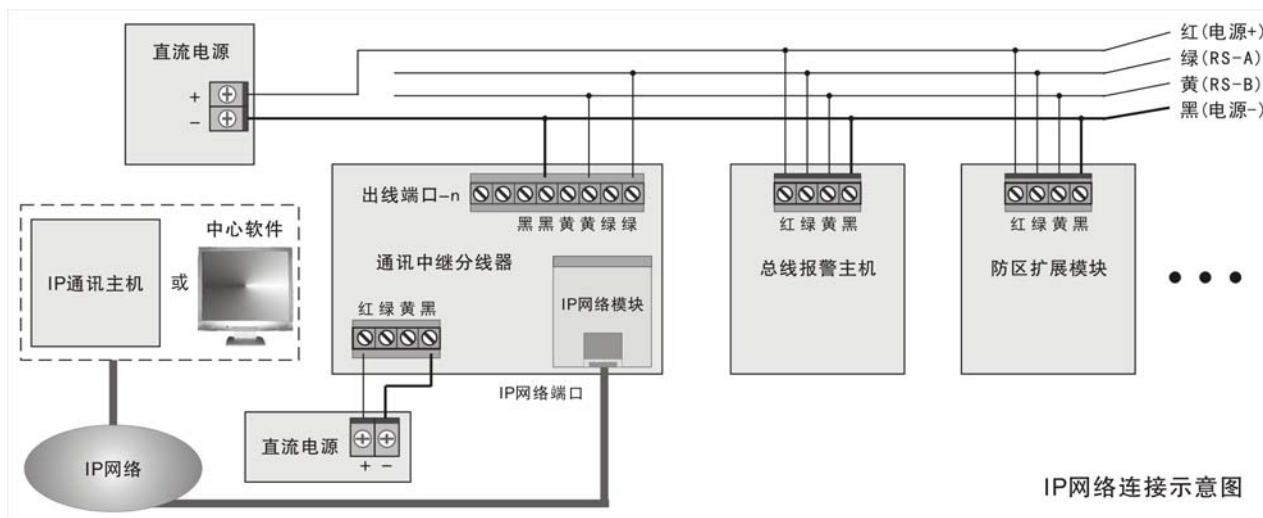 直流电源
+
−
红(电源+)
绿(RS-A)
黄(RS-B)
黑(电源-)
出线端口-n
黑 黑 黄 黄 绿 绿
通讯中继分线器
IP网络模块
红 绿 黄 黑
IP网络端口
红 绿 黄 黑
总线报警主机
红 绿 黄 黑
防区扩展模块
中心软件
IP通讯主机
或
直流电源
+ −
IP网络
IP网络连接示意图